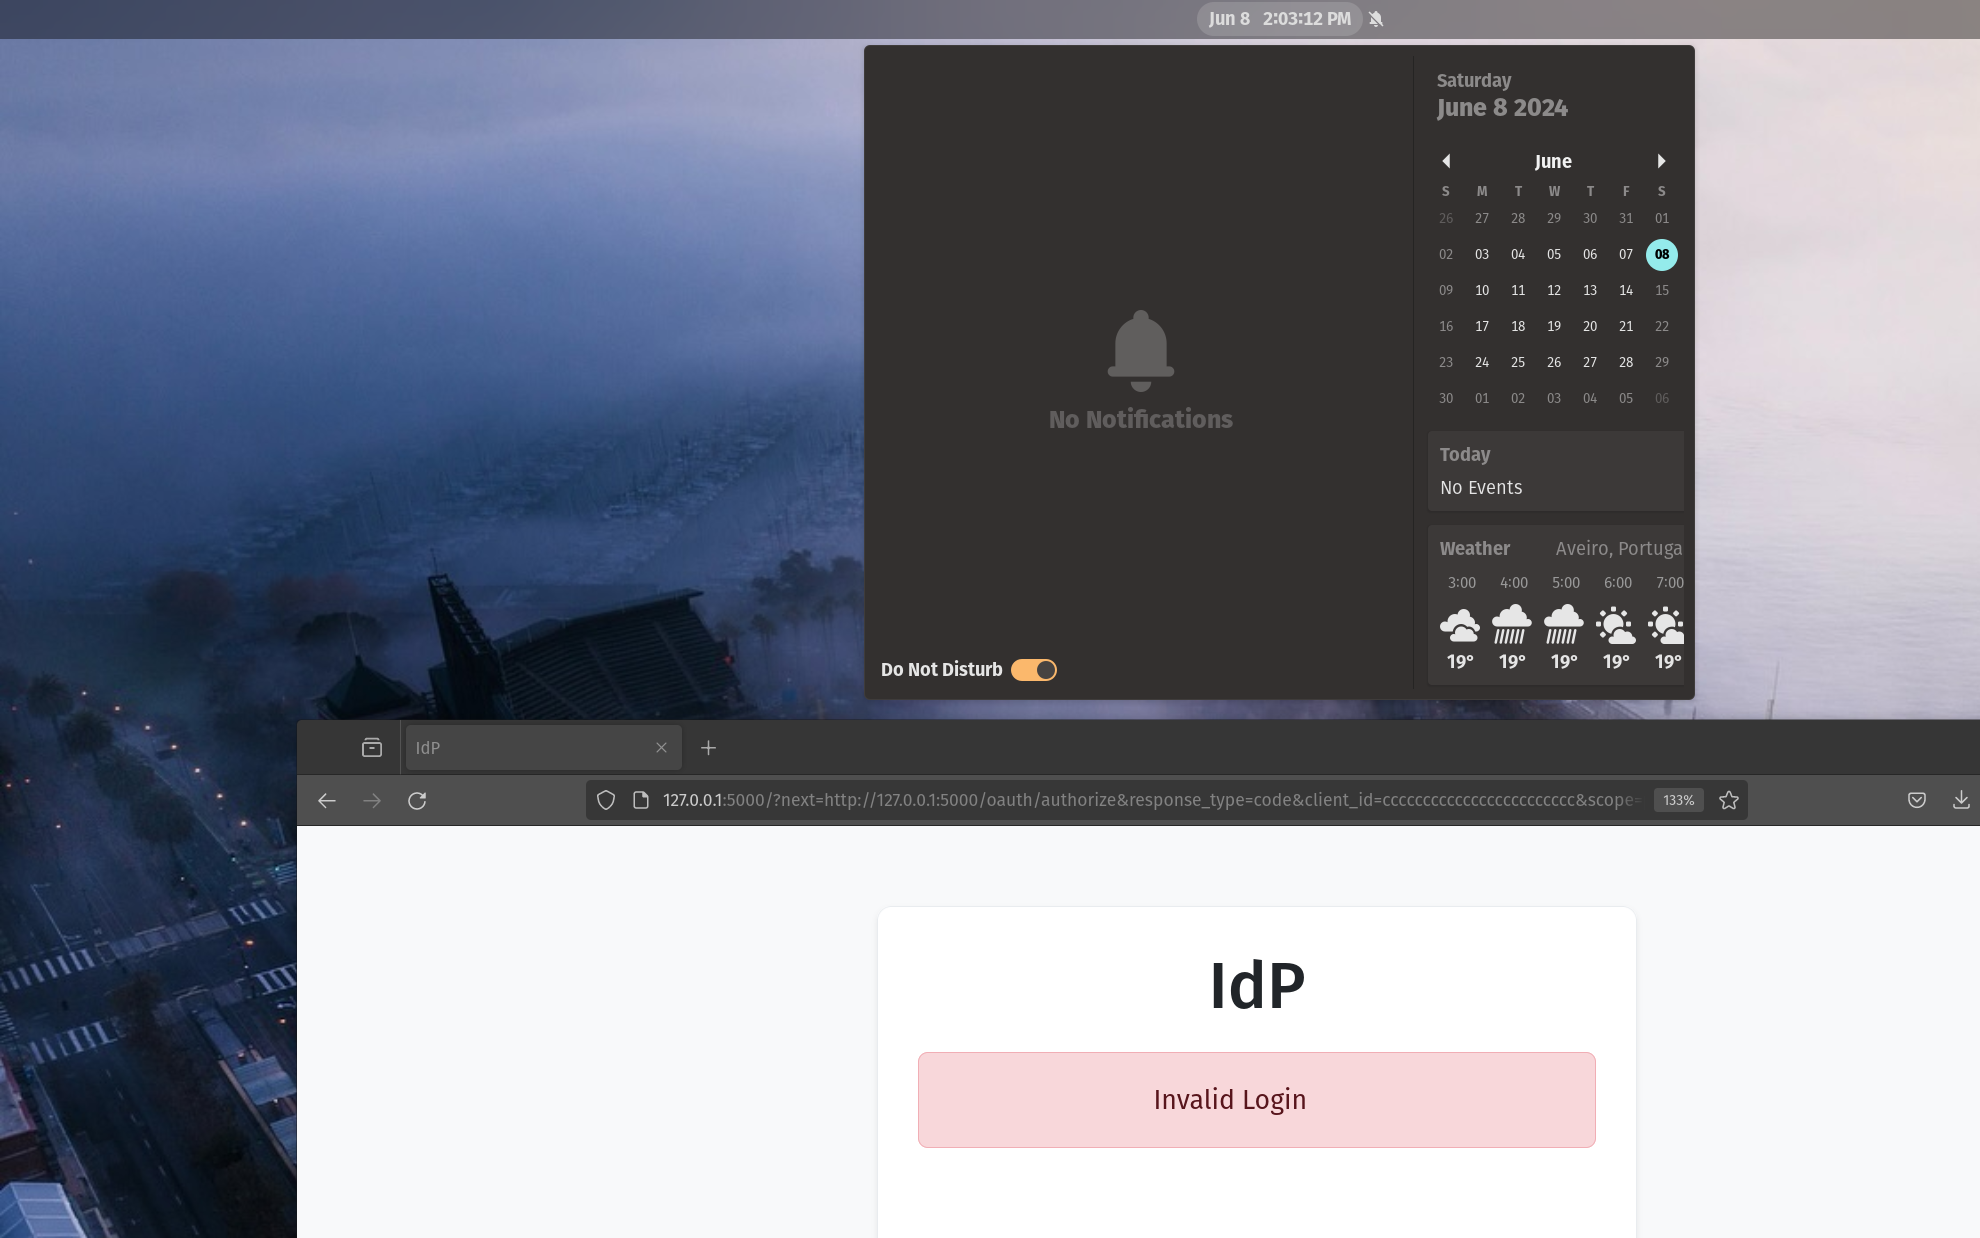 Jun 8 2:03:12 PM
Saturday
June 8 2024
June
S M T W T F S
26 27 28 29 30 31 01
02 03 04 05 06 07 08
09 10 11 12 13 14 15
16 17 18 19 20 21 22
23 24 25 26 27 28 29
30 01 02 03 04 05 06
No Notifications
Today
No Events
Weather Aveiro, Portuga
3:00 4:00 5:00 6:00 7:00
19° 19° 19° 19° 19°
Do Not Disturb
IdP
127.0.0.1:5000/?next=http://127.0.0.1:5000/oauth/authorize&response_type=code&client_id=cccccccccccccccccccccccc&scope=
133%
IdP
Invalid Login